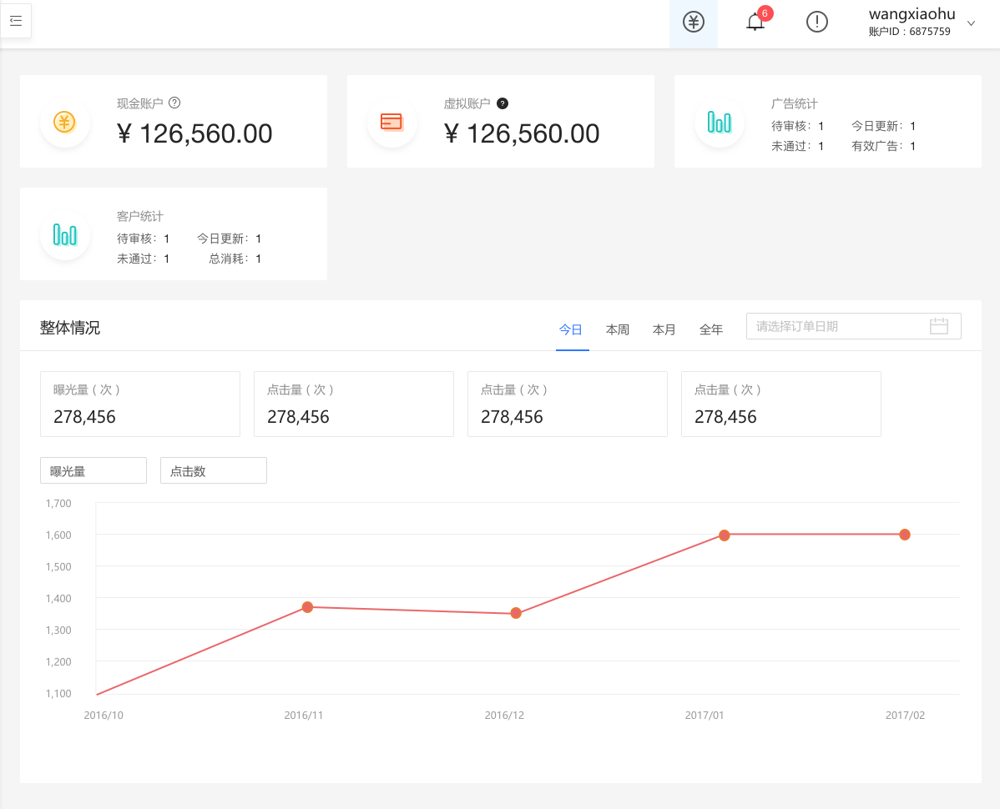 6
wangxiaohu
账户ID：6875759
现金账户 ?
¥ 126,560.00
虚拟账户 ?
¥ 126,560.00
广告统计
待审核： 1 今日更新： 1
未通过： 1 有效广告： 1
客户统计
待审核： 1 今日更新： 1
未通过： 1 总消耗： 1
整体情况
今日 本周 本月 全年 请选择订单日期
曝光量（次）
278,456
点击量（次）
278,456
点击量（次）
278,456
点击量（次）
278,456
曝光量 点击数
1,700
1,600
1,500
1,400
1,300
1,200
1,100
2016/10 2016/11 2016/12 2017/01 2017/02